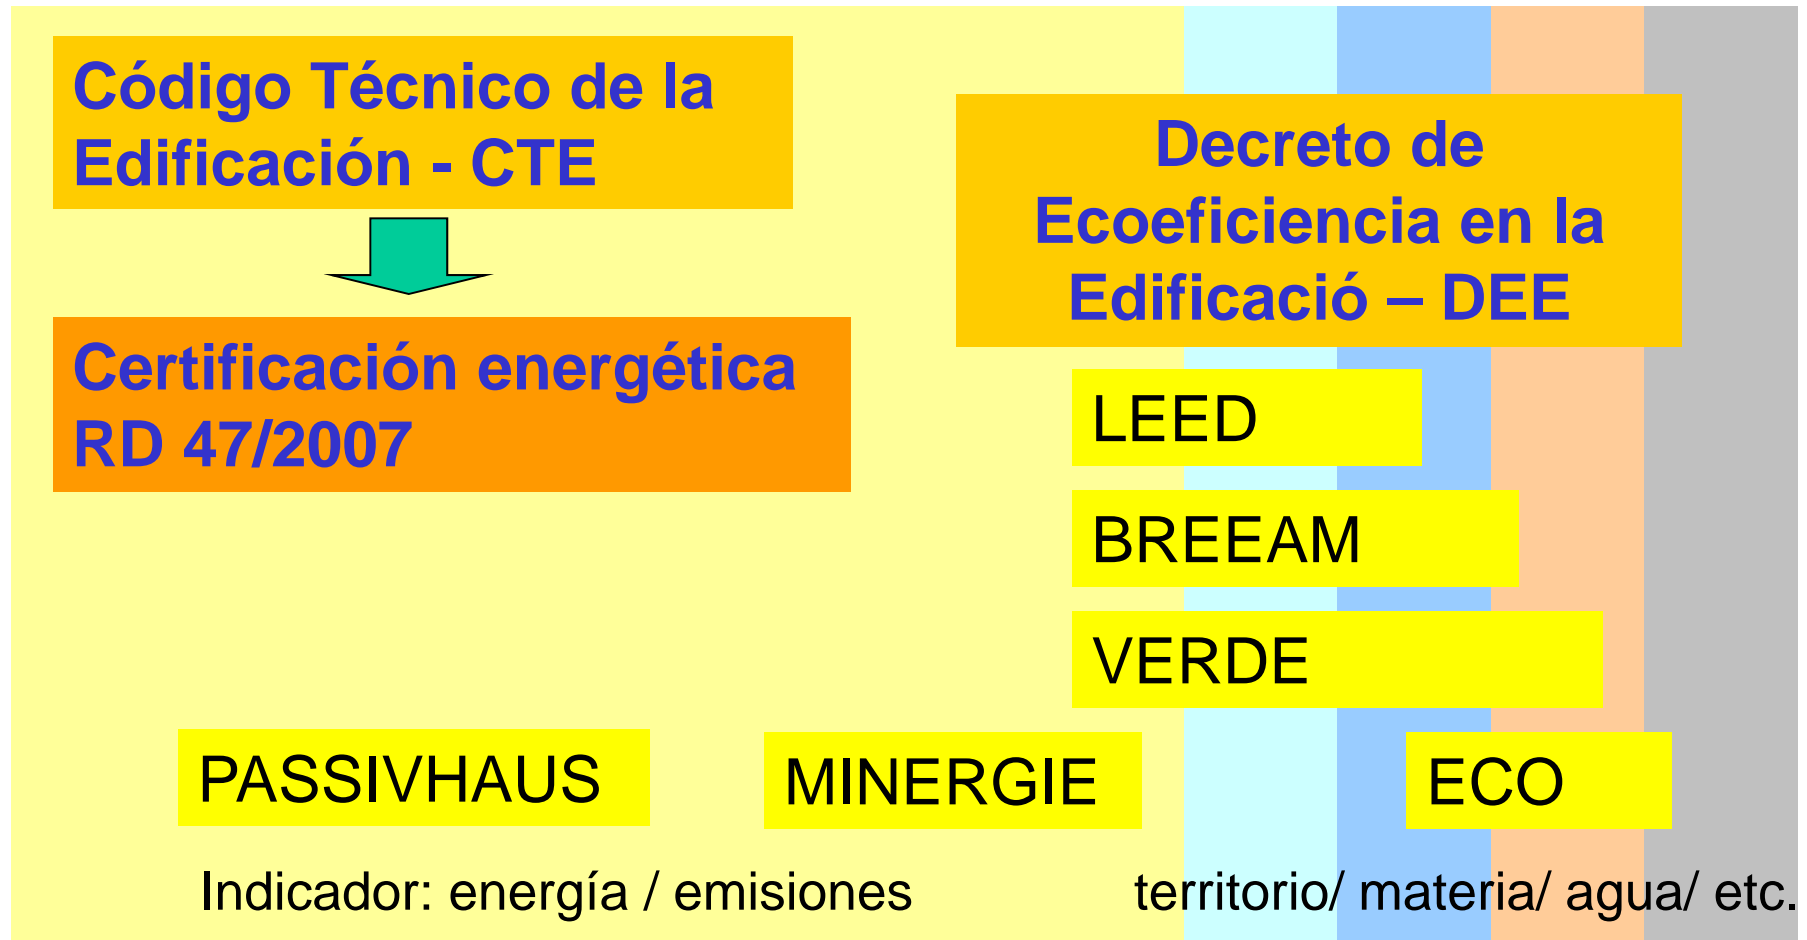 Código Técnico de la
Edificación - CTE
Certificación energética
RD 47/2007
Decreto de
Ecoeficiencia en la
Edificació – DEE
LEED
BREEAM
VERDE
PASSIVHAUS
MINERGIE
ECO
Indicador: energía / emisiones
territorio/ materia/ agua/ etc.